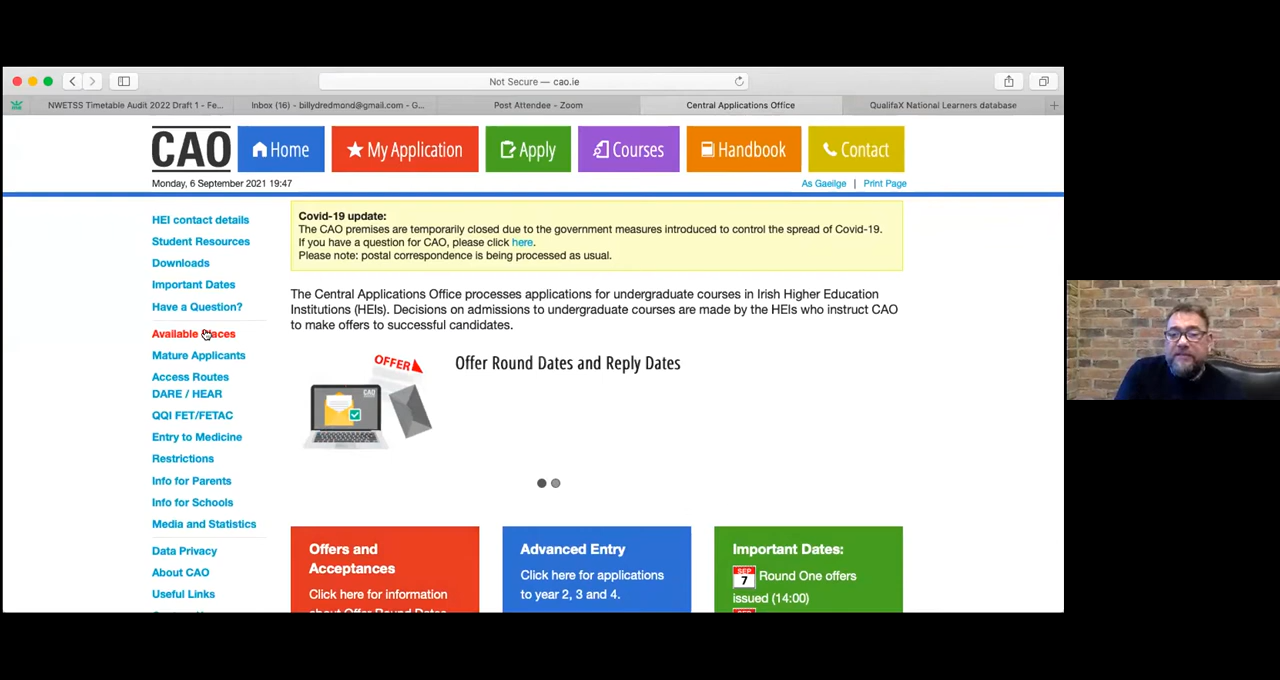 Not Secure — cao.ie
NWETSS Timetable Audit 2022 Draft 1 - Fe...
Inbox (16) - billydredmond@gmail.com - G...
Post Attendee - Zoom
Central Applications Office
QualifaX National Learners database
CAO
Home
My Application
Apply
Courses
Handbook
Contact
Monday, 6 September 2021 19:47
As Gaeilge | Print Page
HEI contact details
Student Resources
Downloads
Important Dates
Have a Question?
Available Places
Mature Applicants
Access Routes
DARE / HEAR
QQI FET/FETAC
Entry to Medicine
Restrictions
Info for Parents
Info for Schools
Media and Statistics
Data Privacy
About CAO
Useful Links
Covid-19 update:
The CAO premises are temporarily closed due to the government measures introduced to control the spread of Covid-19.
If you have a question for CAO, please click here.
Please note: postal correspondence is being processed as usual.
The Central Applications Office processes applications for undergraduate courses in Irish Higher Education
Institutions (HEIs). Decisions on admissions to undergraduate courses are made by the HEIs who instruct CAO
to make offers to successful candidates.
OFFER
CAO
Offer Round Dates and Reply Dates
Offers and
Acceptances
Click here for information
about Offer Round Dates
Advanced Entry
Click here for applications
to year 2, 3 and 4.
Important Dates:
SEP
7
Round One offers
issued (14:00)